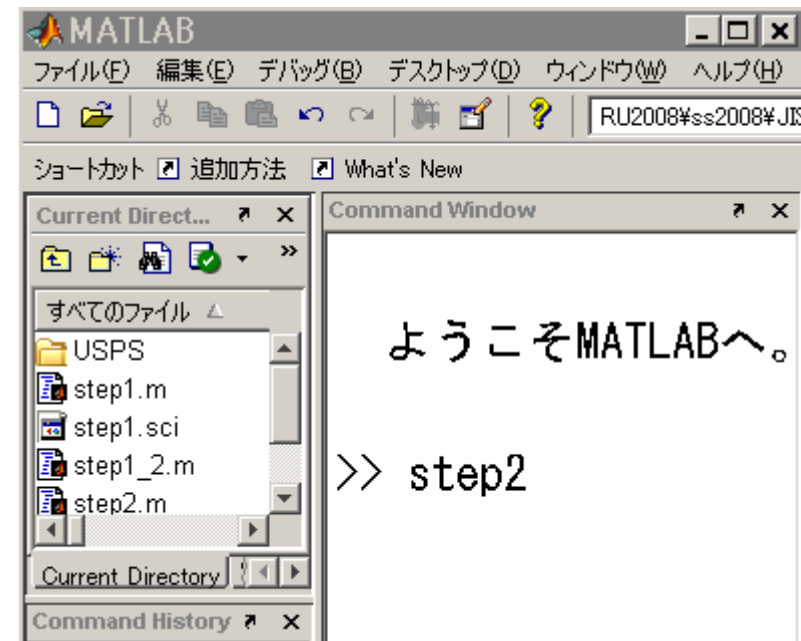 MATLAB
ファイル(F) 編集(E) デバッグ(B) デスクトップ(D) ウィンドウ(W) ヘルプ(H)
RU2008¥ss2008¥JIS
ショートカット 追加方法 What's New
Current Direct...
Command Window
すべてのファイル
USPS
step1.m
step1.sci
step1_2.m
step2.m
Current Directory
Command History
ようこそMATLABへ。
>> step2